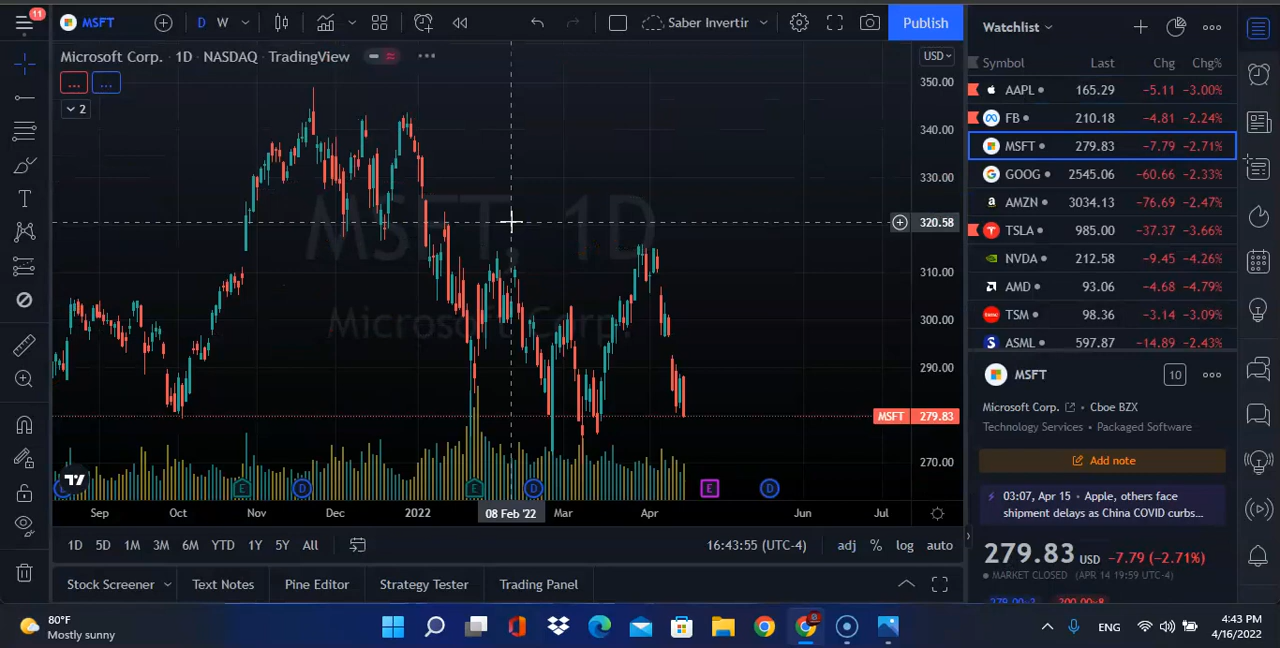 11
MSFT
D W
Saber Invertir
Publish
Microsoft Corp. · 1D · NASDAQ · TradingView
...
...
2
MSFT, 1D
Microsoft Corp.
USD
350.00
340.00
330.00
320.58
310.00
300.00
290.00
MSFT 279.83
270.00
E D E D E D
Sep Oct Nov Dec 2022 08 Feb '22 Mar Apr Jun Jul
1D 5D 1M 3M 6M YTD 1Y 5Y All
16:43:55 (UTC-4) adj % log auto
Stock Screener Text Notes Pine Editor Strategy Tester Trading Panel
Watchlist
Symbol Last Chg Chg%
AAPL 165.29 −5.11 −3.00%
FB 210.18 −4.81 −2.24%
MSFT 279.83 −7.79 −2.71%
GOOG 2545.06 −60.66 −2.33%
AMZN 3034.13 −76.69 −2.47%
TSLA 985.00 −37.37 −3.66%
NVDA 212.58 −9.45 −4.26%
AMD 93.06 −4.68 −4.79%
TSM 98.36 −3.14 −3.09%
ASML 597.87 −14.89 −2.43%
MSFT 10
Microsoft Corp. · Cboe BZX
Technology Services · Packaged Software
Add note
03:07, Apr 15 · Apple, others face
shipment delays as China COVID curbs...
279.83 USD −7.79 (−2.71%)
MARKET CLOSED (APR 14 19:59 UTC-4)
80°F
Mostly sunny
ENG
4:43 PM
4/16/2022